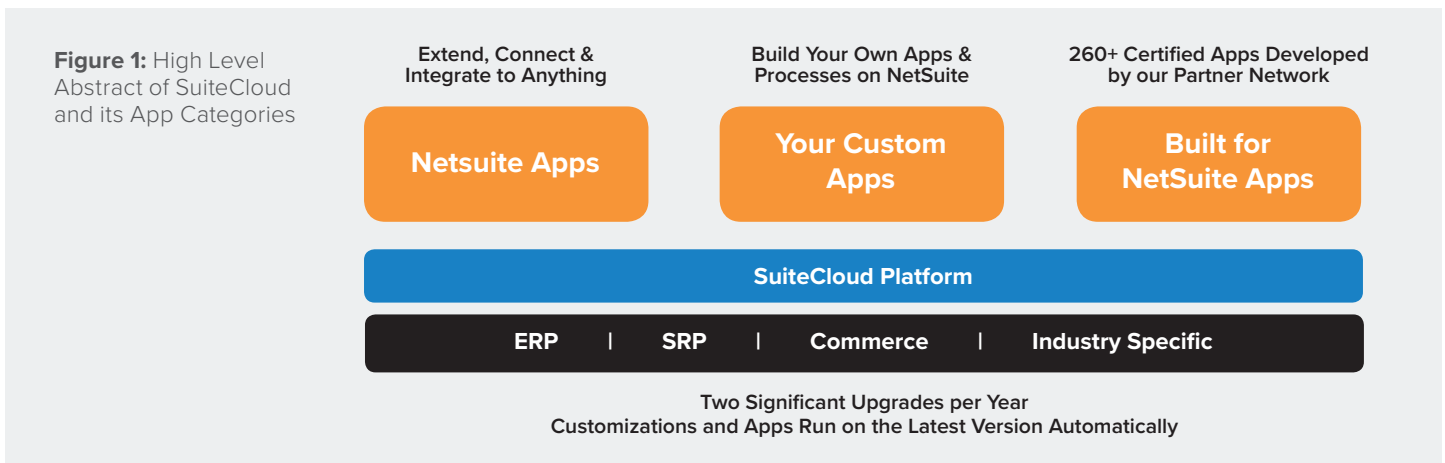 Figure 1: High Level
Abstract of SuiteCloud
and its App Categories
Extend, Connect &
Integrate to Anything
Netsuite Apps
Build Your Own Apps &
Processes on NetSuite
Your Custom
Apps
260+ Certified Apps Developed
by our Partner Network
Built for
NetSuite Apps
SuiteCloud Platform
ERP | SRP | Commerce | Industry Specific
Two Significant Upgrades per Year
Customizations and Apps Run on the Latest Version Automatically